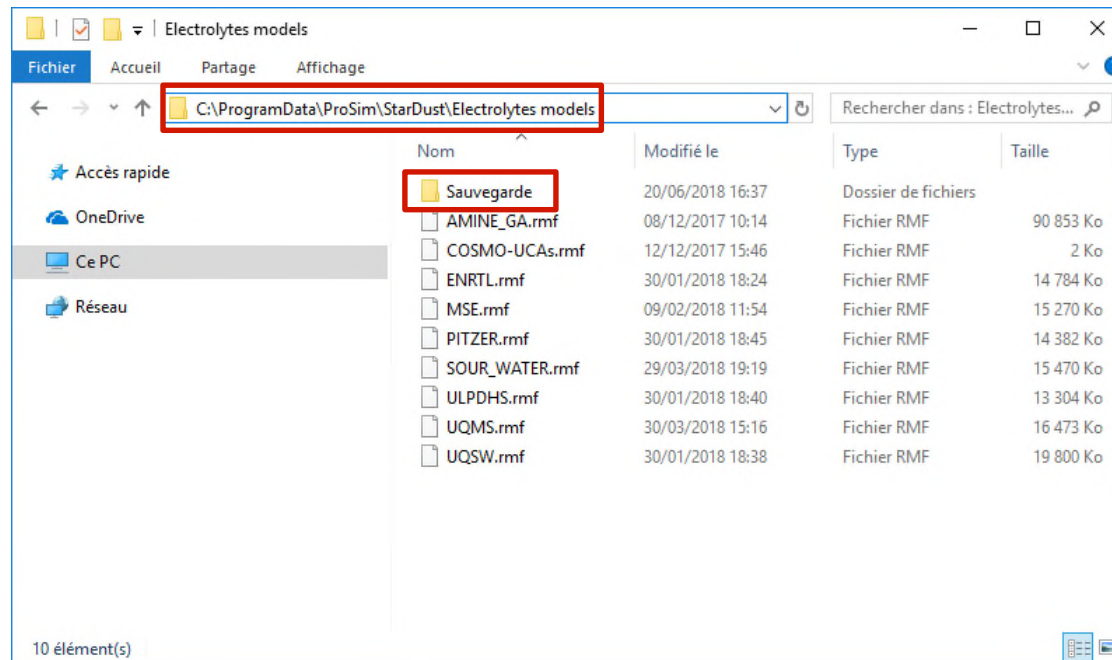 Electrolytes models
Fichier Accueil Partage Affichage
C:\ProgramData\ProSim\StarDust\Electrolytes models Rechercher dans : Electrolytes...
Nom Modifié le Type Taille
Accès rapide
OneDrive
Ce PC
Réseau
Sauvegarde 20/06/2018 16:37 Dossier de fichiers
AMINE_GA.rmf 08/12/2017 10:14 Fichier RMF 90 853 Ko
COSMO-UCAs.rmf 12/12/2017 15:46 Fichier RMF 2 Ko
ENRTL.rmf 30/01/2018 18:24 Fichier RMF 14 784 Ko
MSE.rmf 09/02/2018 11:54 Fichier RMF 15 270 Ko
PITZER.rmf 30/01/2018 18:45 Fichier RMF 14 382 Ko
SOUR_WATER.rmf 29/03/2018 19:19 Fichier RMF 15 470 Ko
ULPDHS.rmf 30/01/2018 18:40 Fichier RMF 13 304 Ko
UQMS.rmf 30/03/2018 15:16 Fichier RMF 16 473 Ko
UQSW.rmf 30/01/2018 18:38 Fichier RMF 19 800 Ko
10 élément(s)